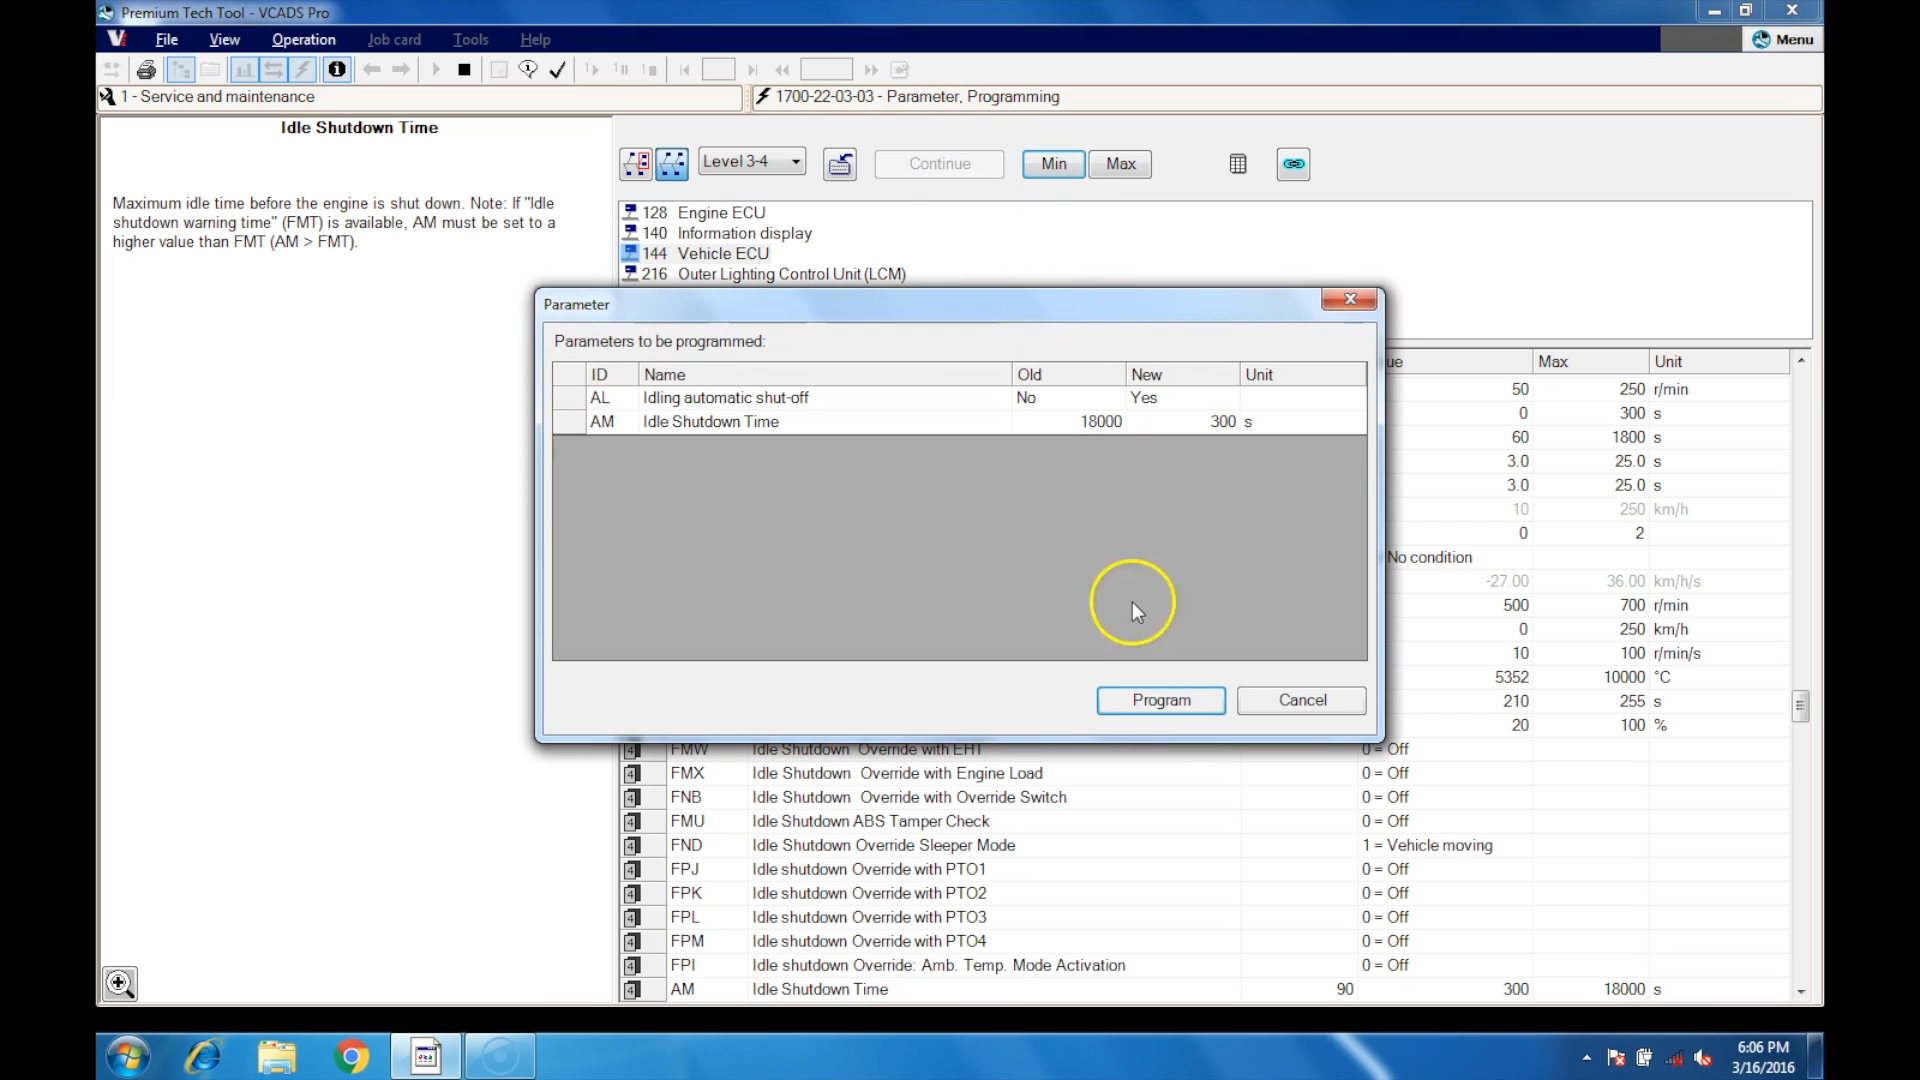 Premium Tech Tool - VCADS Pro
File View Operation Job card Tools Help
Menu
1 - Service and maintenance
1700-22-03-03 - Parameter, Programming
Idle Shutdown Time
Maximum idle time before the engine is shut down. Note: If "Idle
shutdown warning time" (FMT) is available, AM must be set to a
higher value than FMT (AM > FMT).
Level 3-4 Continue Min Max
128 Engine ECU
140 Information display
144 Vehicle ECU
216 Outer Lighting Control Unit (LCM)
Parameter
Parameters to be programmed:
ID Name Old New Unit
AL Idling automatic shut-off No Yes
AM Idle Shutdown Time 18000 300 s
Program Cancel
ue Max Unit
50 250 r/min
0 300 s
60 1800 s
3.0 25.0 s
3.0 25.0 s
10 250 km/h
0 2
No condition
-27.00 36.00 km/h/s
500 700 r/min
0 250 km/h
10 100 r/min/s
5352 10000 °C
210 255 s
20 100 %
4 FMW Idle Shutdown Override with EHT 0 = Off
4 FMX Idle Shutdown Override with Engine Load 0 = Off
4 FNB Idle Shutdown Override with Override Switch 0 = Off
4 FMU Idle Shutdown ABS Tamper Check 0 = Off
4 FND Idle Shutdown Override Sleeper Mode 1 = Vehicle moving
4 FPJ Idle shutdown Override with PTO1 0 = Off
4 FPK Idle shutdown Override with PTO2 0 = Off
4 FPL Idle shutdown Override with PTO3 0 = Off
4 FPM Idle shutdown Override with PTO4 0 = Off
4 FPI Idle shutdown Override: Amb. Temp. Mode Activation 0 = Off
4 AM Idle Shutdown Time 90 300 18000 s
6:06 PM
3/16/2016